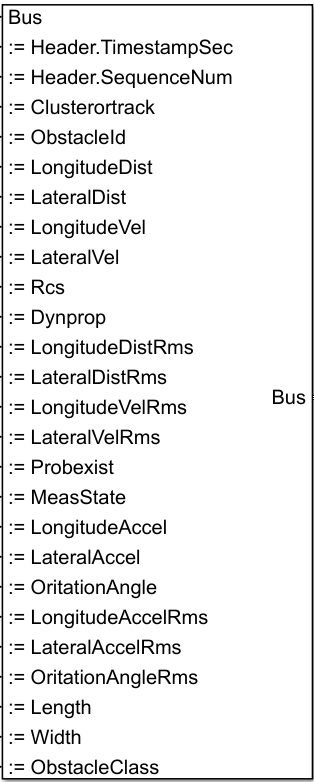 Bus
:= Header.TimestampSec
:= Header.SequenceNum
:= Clusterortrack
:= ObstacleId
:= LongitudeDist
:= LateralDist
:= LongitudeVel
:= LateralVel
:= Rcs
:= Dynprop
:= LongitudeDistRms
:= LateralDistRms
Bus
:= LongitudeVelRms
:= LateralVelRms
:= Probexist
:= MeasState
:= LongitudeAccel
:= LateralAccel
:= OritationAngle
:= LongitudeAccelRms
:= LateralAccelRms
:= OritationAngleRms
:= Length
:= Width
:= ObstacleClass